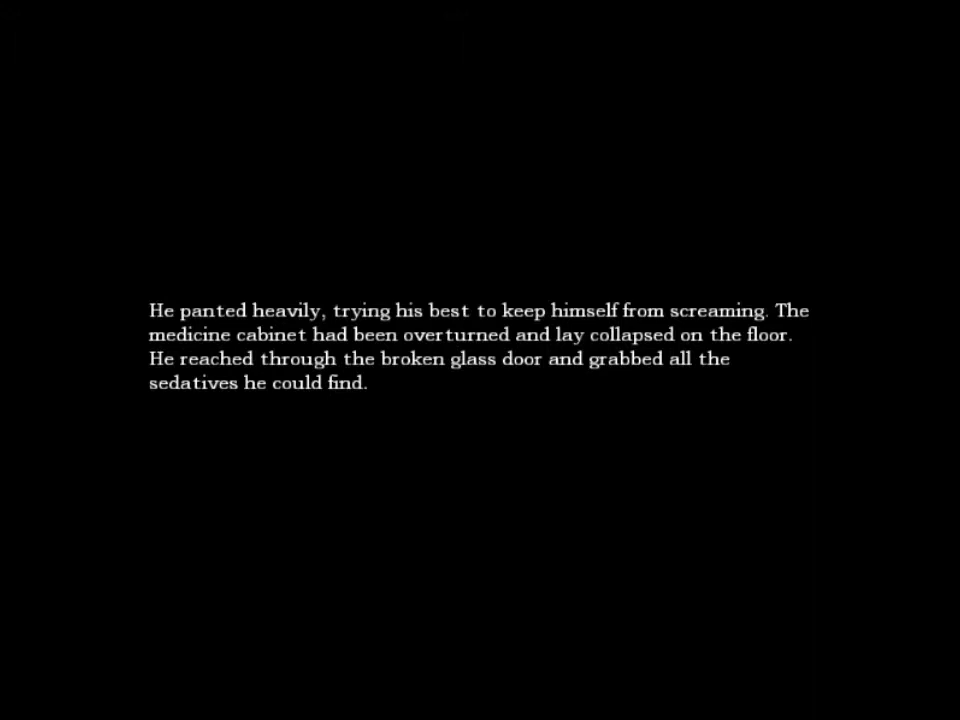 He panted heavily, trying his best to keep himself from screaming. The
medicine cabinet had been overturned and lay collapsed on the floor.
He reached through the broken glass door and grabbed all the
sedatives he could find.